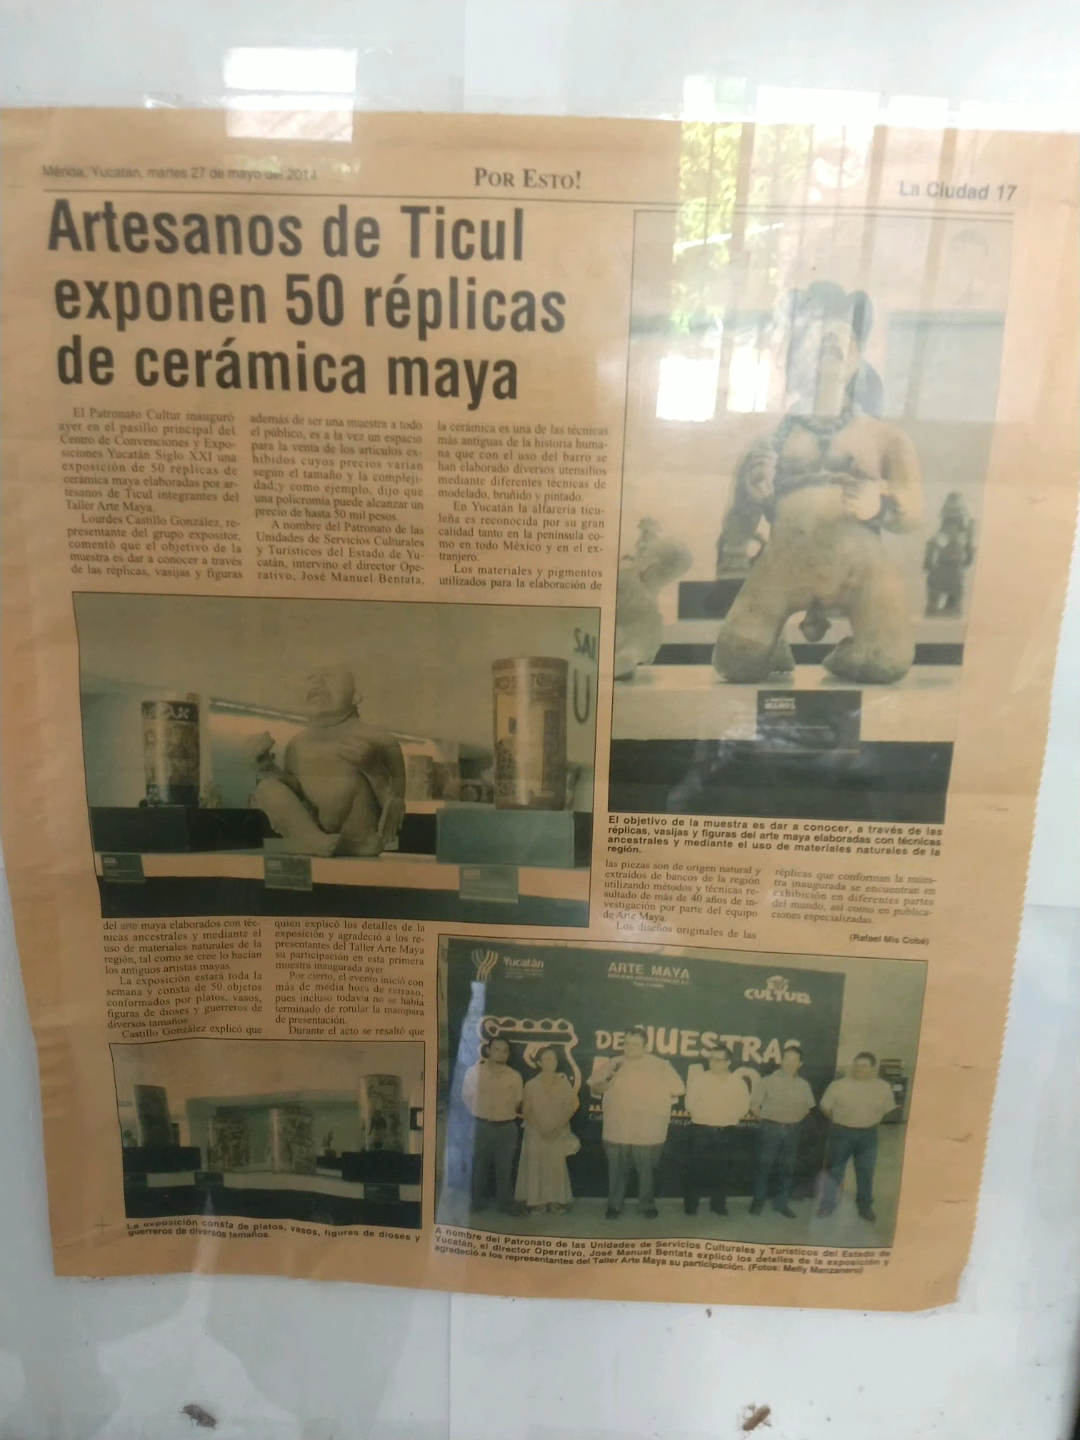 Mérida, Yucatán, martes 27 de mayo del 2014
POR ESTO!
La Ciudad 17
Artesanos de Ticul
exponen 50 réplicas
de cerámica maya
El Patronato Cultur inauguró
ayer en el pasillo principal del
Centro de Convenciones y Expo-
siciones Yucatán Siglo XXI una
exposición de 50 réplicas de
cerámica maya elaboradas por ar-
tesanos de Ticul integrantes del
Taller Arte Maya.
Lourdes Castillo González, re-
presentante del grupo expositor,
comentó que el objetivo de la
muestra es dar a conocer a través
de las réplicas, vasijas y figuras
además de ser una muestra a todo
el público, es a la vez un espacio
para la venta de los artículos ex-
hibidos cuyos precios varían
según el tamaño y la compleji-
dad;y como ejemplo, dijo que
una policromía puede alcanzar un
precio de hasta 50 mil pesos.
A nombre del Patronato de las
Unidades de Servicios Culturales
y Turísticos del Estado de Yu-
catán, intervino el director Ope-
rativo, José Manuel Bentata,
la cerámica es una de las técnicas
más antiguas de la historia huma-
na que con el uso del barro se
han elaborado diversos utensilios
mediante diferentes técnicas de
modelado, bruñido y pintado.
En Yucatán la alfarería ticu-
leña es reconocida por su gran
calidad tanto en la península co-
mo en todo México y en el ex-
tranjero.
Los materiales y pigmentos
utilizados para la elaboración de
SAL
U
MANOS
El objetivo de la muestra es dar a conocer, a través de las
réplicas, vasijas y figuras del arte maya elaboradas con técnicas
ancestrales y mediante el uso de materiales naturales de la
región.
del arte maya elaborados con téc-
nicas ancestrales y mediante el
uso de materiales naturales de la
región, tal como se cree lo hacían
los antiguos artistas mayas.
La exposición estará toda la
semana y consta de 50 objetos
conformados por platos, vasos,
figuras de dioses y guerreros de
diversos tamaños.
Castillo González explicó que
quien explicó los detalles de la
exposición y agradeció a los re-
presentantes del Taller Arte Maya
su participación en esta primera
muestra inaugurada ayer.
Por cierto, el evento inició con
más de media hora de retraso,
pues incluso todavía no se había
terminado de rotular la mampara
de presentación.
Durante el acto se resaltó que
las piezas son de origen natural y
extraídos de bancos de la región
utilizando métodos y técnicas re-
sultado de más de 40 años de in-
vestigación por parte del equipo
de Arte Maya.
Los diseños originales de las
réplicas que conforman la mues-
tra inaugurada se encuentran en
exhibición en diferentes partes
del mundo, así como en publica-
ciones especializadas.
(Rafael Mis Cobá)
Yucatán
ARTE MAYA
CULTUR
DE NUESTRAS
La exposición consta de platos, vasos, figuras de dioses y
guerreros de diversos tamaños.
A nombre del Patronato de las Unidades de Servicios Culturales y Turísticos del Estado de
Yucatán, el director Operativo, José Manuel Bentata explicó los detalles de la exposición y
agradeció a los representantes del Taller Arte Maya su participación. (Fotos: Melly Manzanero)